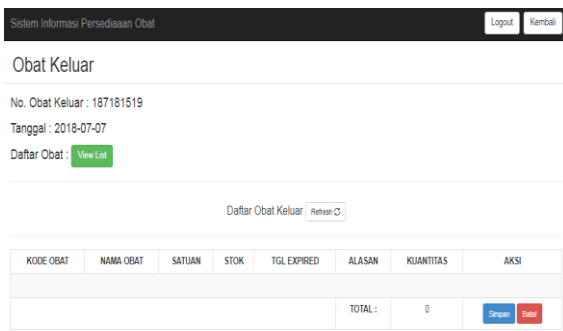 Sistem Informasi Persediaaan Obat Logout Kembali
Obat Keluar
No. Obat Keluar : 187181519
Tanggal : 2018-07-07
Daftar Obat : View List
Daftar Obat Keluar Refresh
KODE OBAT NAMA OBAT SATUAN STOK TGL EXPIRED ALASAN KUANTITAS AKSI
TOTAL : 0 Simpan Batal